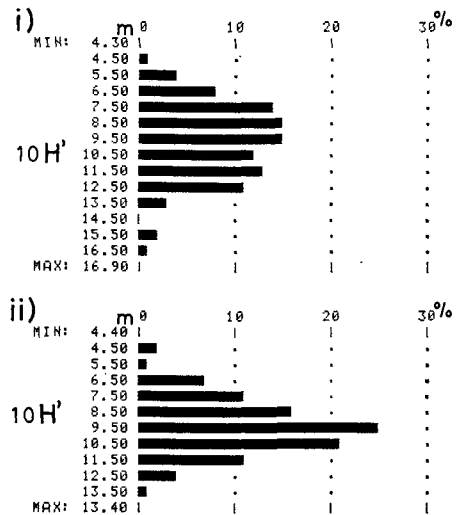 i)
m 0 10 20 30%
MIN: 4.30
4.50
5.50
6.50
7.50
8.50
9.50
10H' 10.50
11.50
12.50
13.50
14.50
15.50
16.50
MAX: 16.90
ii)
m 0 10 20 30%
MIN: 4.40
4.50
5.50
6.50
7.50
8.50
10H' 9.50
10.50
11.50
12.50
13.50
MAX: 13.40